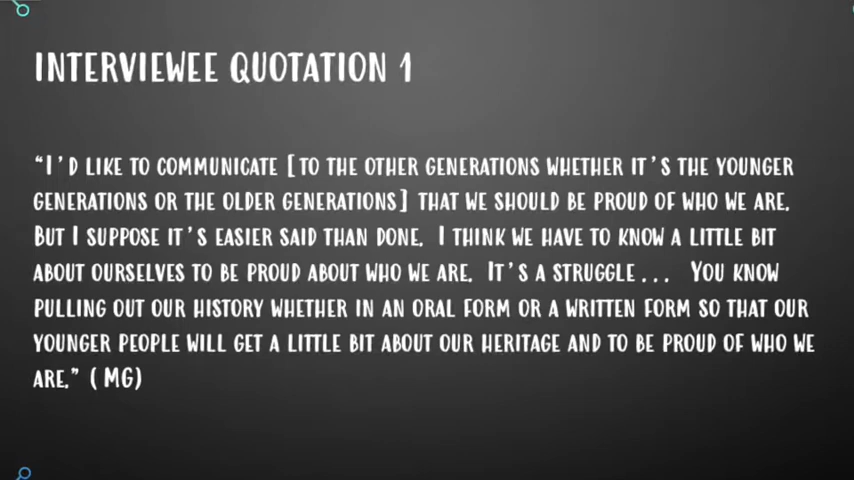 INTERVIEWEE QUOTATION 1
“I’D LIKE TO COMMUNICATE [TO THE OTHER GENERATIONS WHETHER IT’S THE YOUNGER
GENERATIONS OR THE OLDER GENERATIONS] THAT WE SHOULD BE PROUD OF WHO WE ARE.
BUT I SUPPOSE IT’S EASIER SAID THAN DONE. I THINK WE HAVE TO KNOW A LITTLE BIT
ABOUT OURSELVES TO BE PROUD ABOUT WHO WE ARE. IT’S A STRUGGLE... YOU KNOW
PULLING OUT OUR HISTORY WHETHER IN AN ORAL FORM OR A WRITTEN FORM SO THAT OUR
YOUNGER PEOPLE WILL GET A LITTLE BIT ABOUT OUR HERITAGE AND TO BE PROUD OF WHO WE
ARE.” (MG)